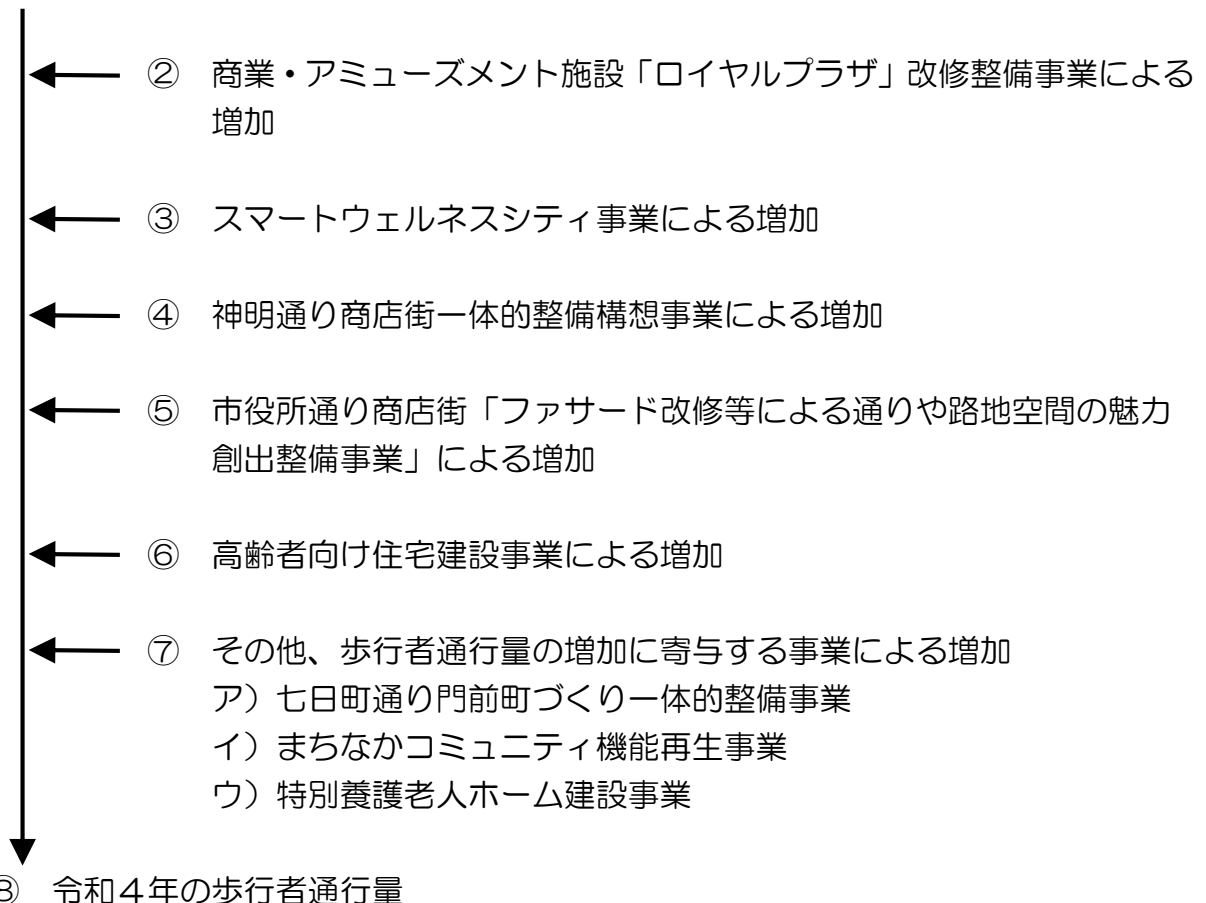 ② 商業・アミューズメント施設「ロイヤルプラザ」改修整備事業による
増加
③ スマートウェルネスシティ事業による増加
④ 神明通り商店街一体的整備構想事業による増加
⑤ 市役所通り商店街「ファサード改修等による通りや路地空間の魅力
創出整備事業」による増加
⑥ 高齢者向け住宅建設事業による増加
⑦ その他、歩行者通行量の増加に寄与する事業による増加
ア）七日町通り門前町づくり一体的整備事業
イ）まちなかコミュニティ機能再生事業
ウ）特別養護老人ホーム建設事業
⑧ 令和４年の歩行者通行量